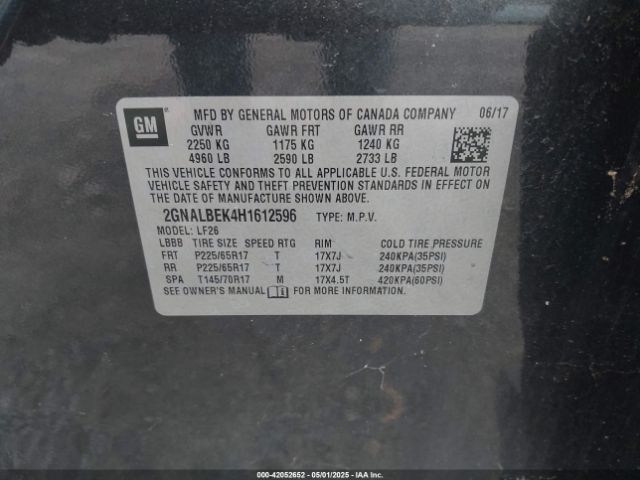 GM
MFD BY GENERAL MOTORS OF CANADA COMPANY 06/17
GVWR GAWR FRT GAWR RR
2250 KG 1175 KG 1240 KG
4960 LB 2590 LB 2733 LB
THIS VEHICLE CONFORMS TO ALL APPLICABLE U.S. FEDERAL MOTOR
VEHICLE SAFETY AND THEFT PREVENTION STANDARDS IN EFFECT ON
THE DATE OF MANUFACTURE SHOWN ABOVE.
2GNALBEK4H1612596 TYPE: M.P.V.
MODEL: LF26
LBBB TIRE SIZE SPEED RTG RIM COLD TIRE PRESSURE
FRT P225/65R17 T 17X7J 240KPA(35PSI)
RR P225/65R17 T 17X7J 240KPA(35PSI)
SPA T145/70R17 M 17X4.5T 420KPA(60PSI)
SEE OWNER'S MANUAL FOR MORE INFORMATION
000-42052652 - 05/01/2025 - IAAI.COM